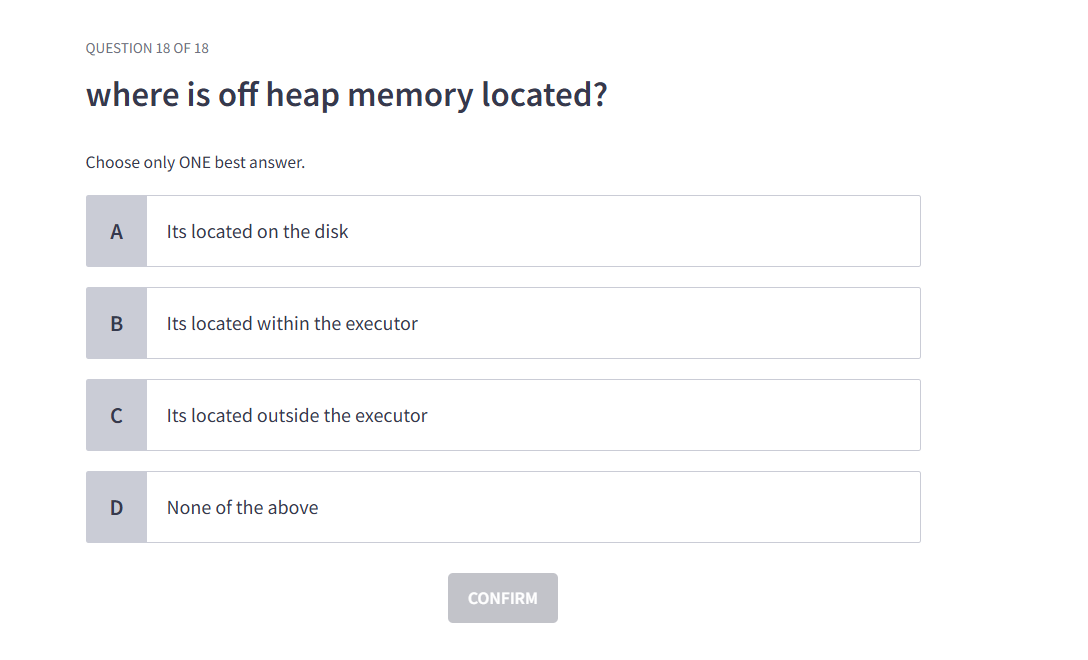 QUESTION 18 OF 18
where is off heap memory located?
Choose only ONE best answer.
A Its located on the disk
B Its located within the executor
C Its located outside the executor
D None of the above
CONFIRM